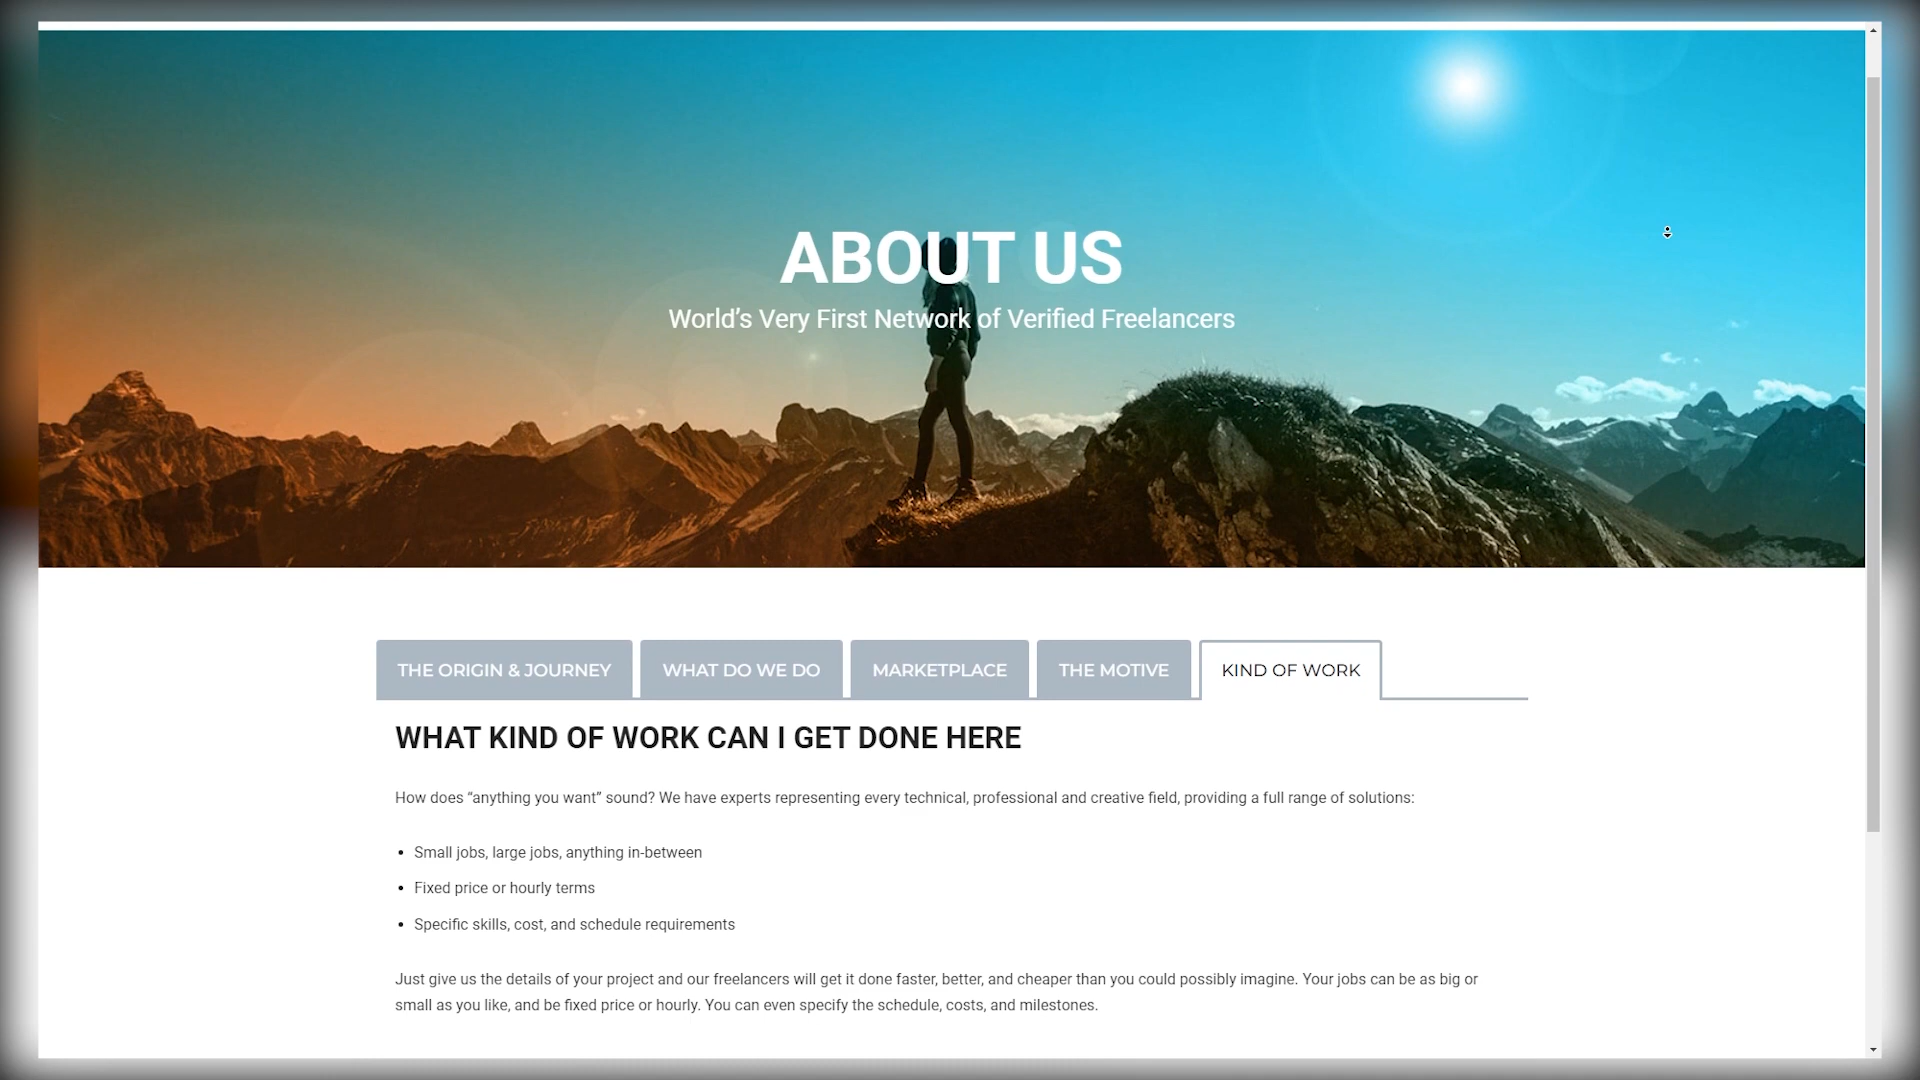 ABOUT US
World’s Very First Network of Verified Freelancers
THE ORIGIN & JOURNEY
WHAT DO WE DO
MARKETPLACE
THE MOTIVE
KIND OF WORK
WHAT KIND OF WORK CAN I GET DONE HERE
How does “anything you want” sound? We have experts representing every technical, professional and creative field, providing a full range of solutions:
• Small jobs, large jobs, anything in-between
• Fixed price or hourly terms
• Specific skills, cost, and schedule requirements
Just give us the details of your project and our freelancers will get it done faster, better, and cheaper than you could possibly imagine. Your jobs can be as big or
small as you like, and be fixed price or hourly. You can even specify the schedule, costs, and milestones.